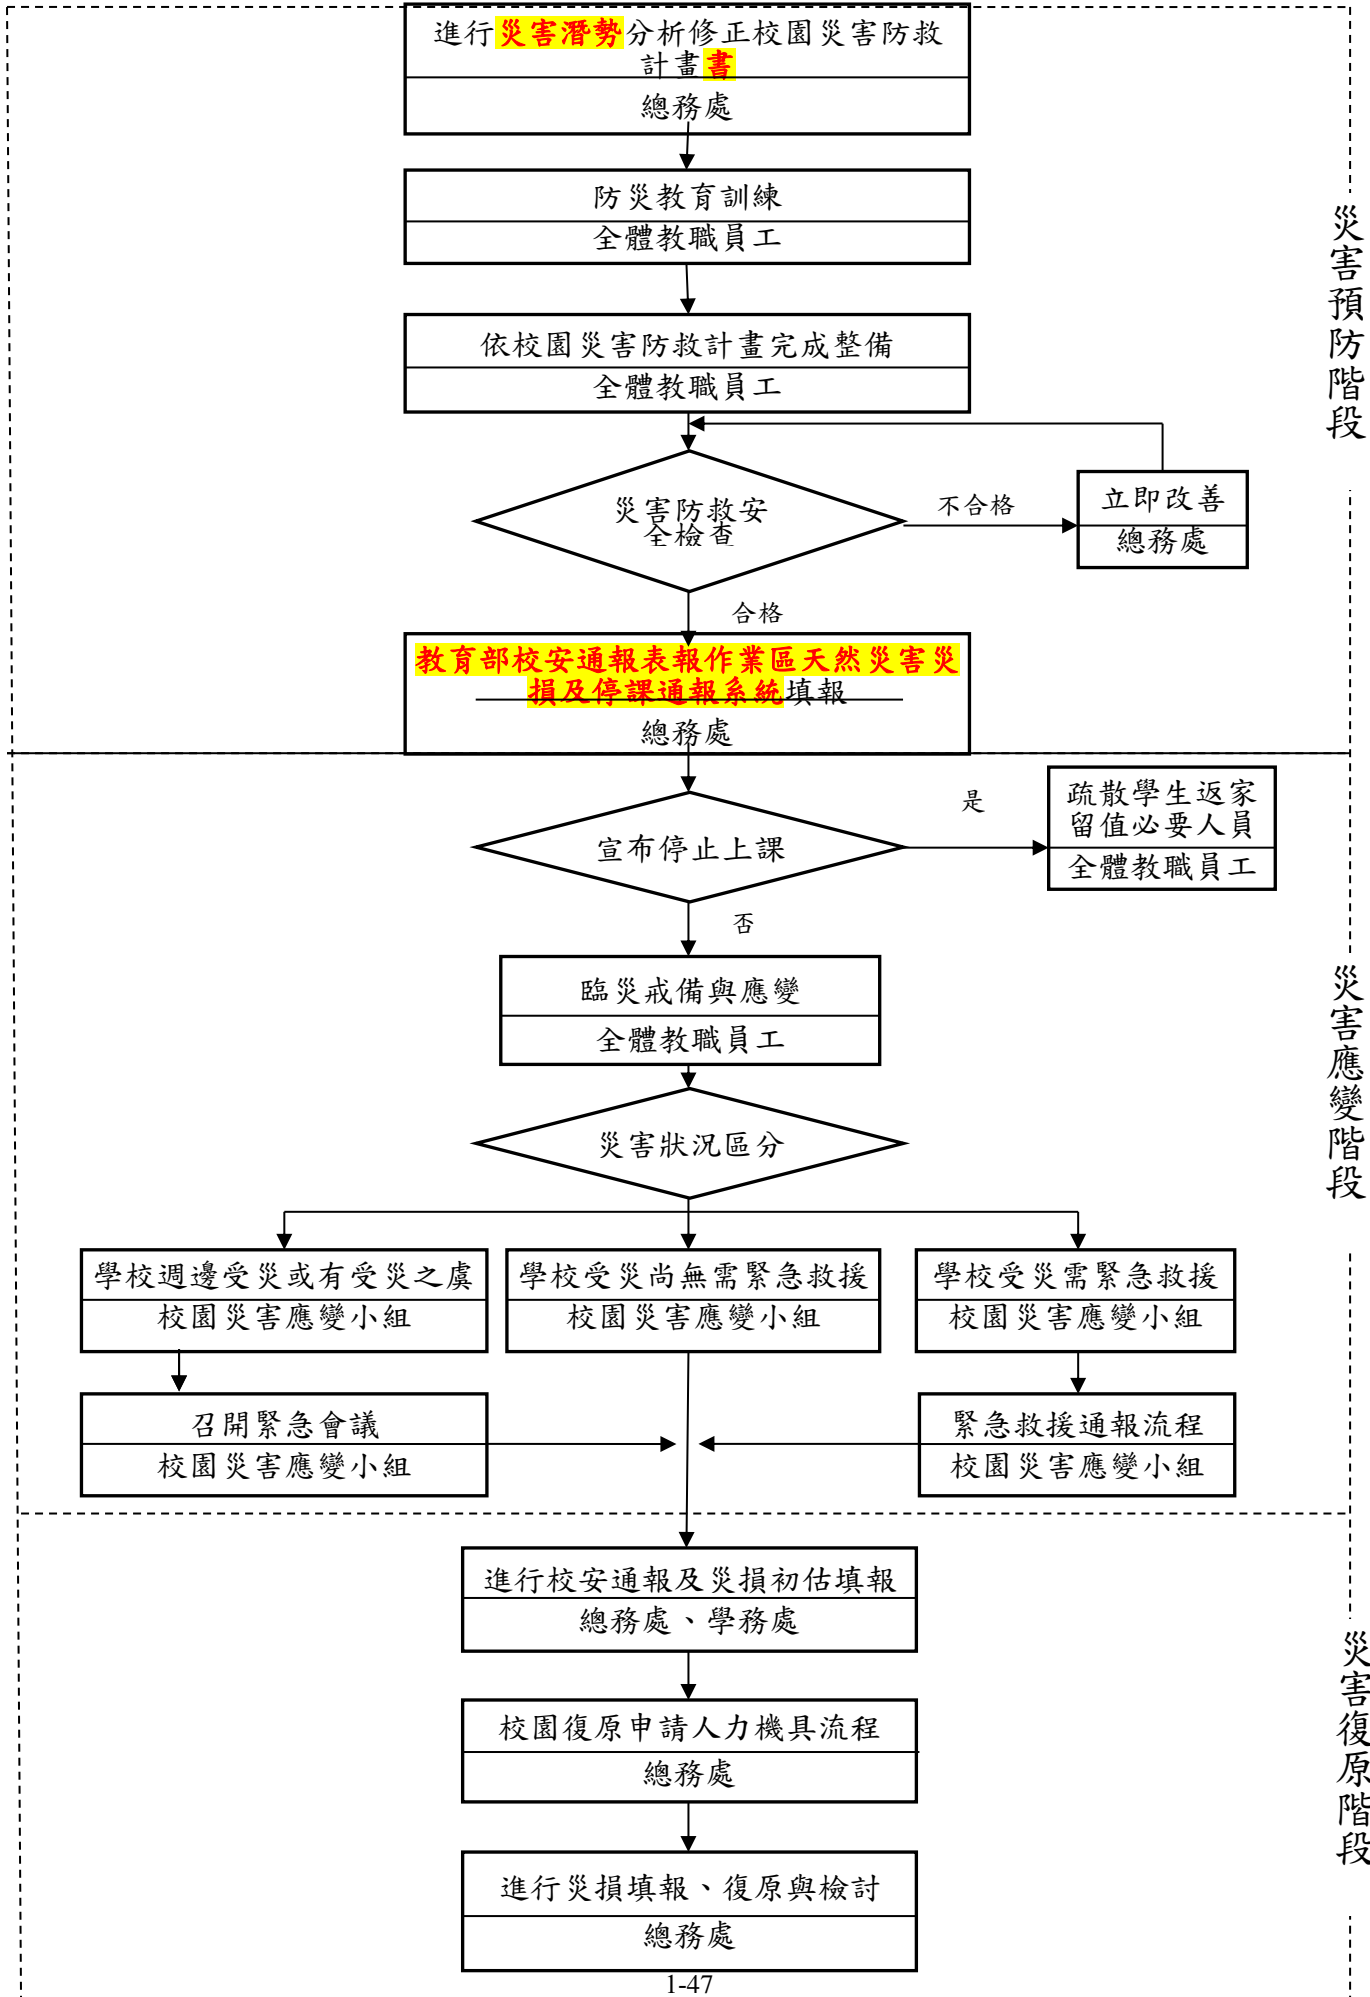 進行災害潛勢分析修正校園災害防救
計畫書
總務處
防災教育訓練
全體教職員工
依校園災害防救計畫完成整備
全體教職員工
災害預防階段
災害防救安
全檢查
不合格
立即改善
總務處
合格
教育部校安通報表報作業區天然災害災
損及停課通報系統填報
總務處
宣布停止上課
是
疏散學生返家
留值必要人員
全體教職員工
否
臨災戒備與應變
全體教職員工
災害應變階段
災害狀況區分
學校週邊受災或有受災之虞
校園災害應變小組
學校受災尚無需緊急救援
校園災害應變小組
學校受災需緊急救援
校園災害應變小組
召開緊急會議
校園災害應變小組
緊急救援通報流程
校園災害應變小組
進行校安通報及災損初估填報
總務處、學務處
災害復原階段
校園復原申請人力機具流程
總務處
進行災損填報、復原與檢討
總務處
1-47